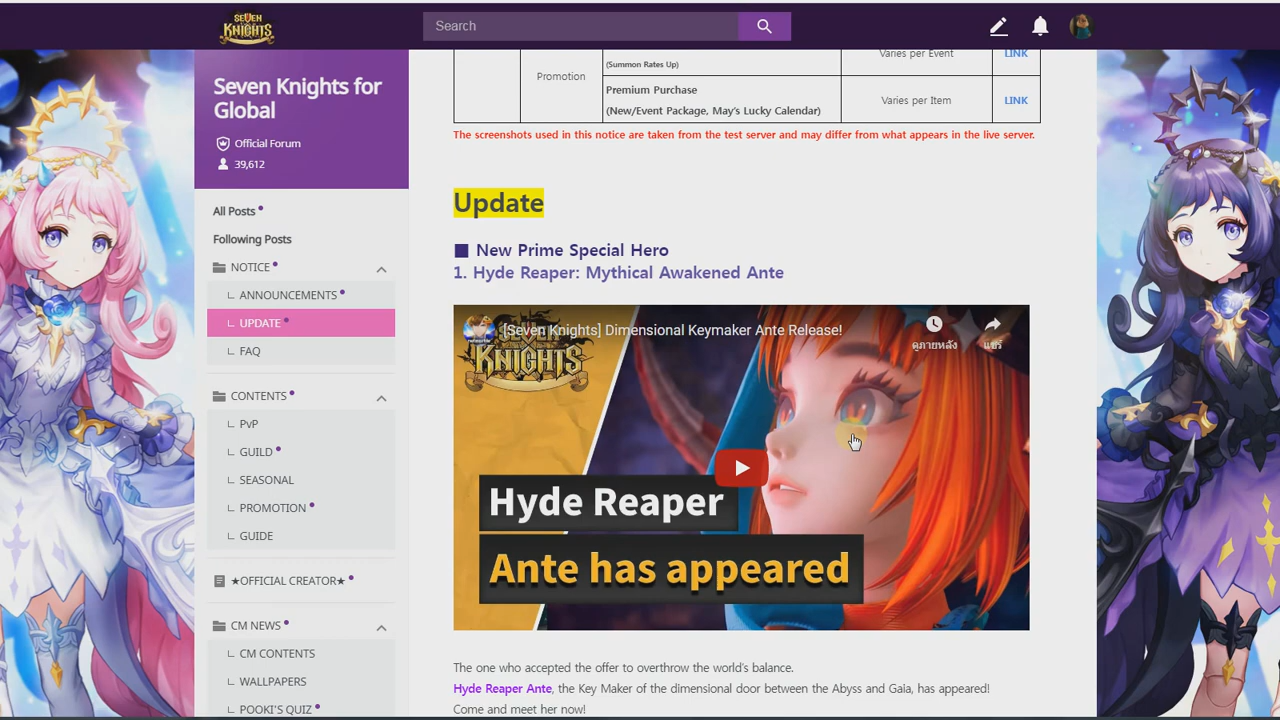 SEVEN
KNIGHTS
Search
Seven Knights for
Global
Official Forum
39,612
All Posts
Following Posts
NOTICE
ANNOUNCEMENTS
UPDATE
FAQ
CONTENTS
PvP
GUILD
SEASONAL
PROMOTION
GUIDE
★OFFICIAL CREATOR★
CM NEWS
CM CONTENTS
WALLPAPERS
POOKI'S QUIZ
(Summon Rates Up)
Varies per Event
LINK
Promotion
Premium Purchase
(New/Event Package, May's Lucky Calendar)
Varies per Item
LINK
The screenshots used in this notice are taken from the test server and may differ from what appears in the live server.
Update
■ New Prime Special Hero
1. Hyde Reaper: Mythical Awakened Ante
[Seven Knights] Dimensional Keymaker Ante Release!
ดูภายหลัง
แชร์
SEVEN
KNIGHTS
Hyde Reaper
Ante has appeared
The one who accepted the offer to overthrow the world's balance.
Hyde Reaper Ante, the Key Maker of the dimensional door between the Abyss and Gaia, has appeared!
Come and meet her now!